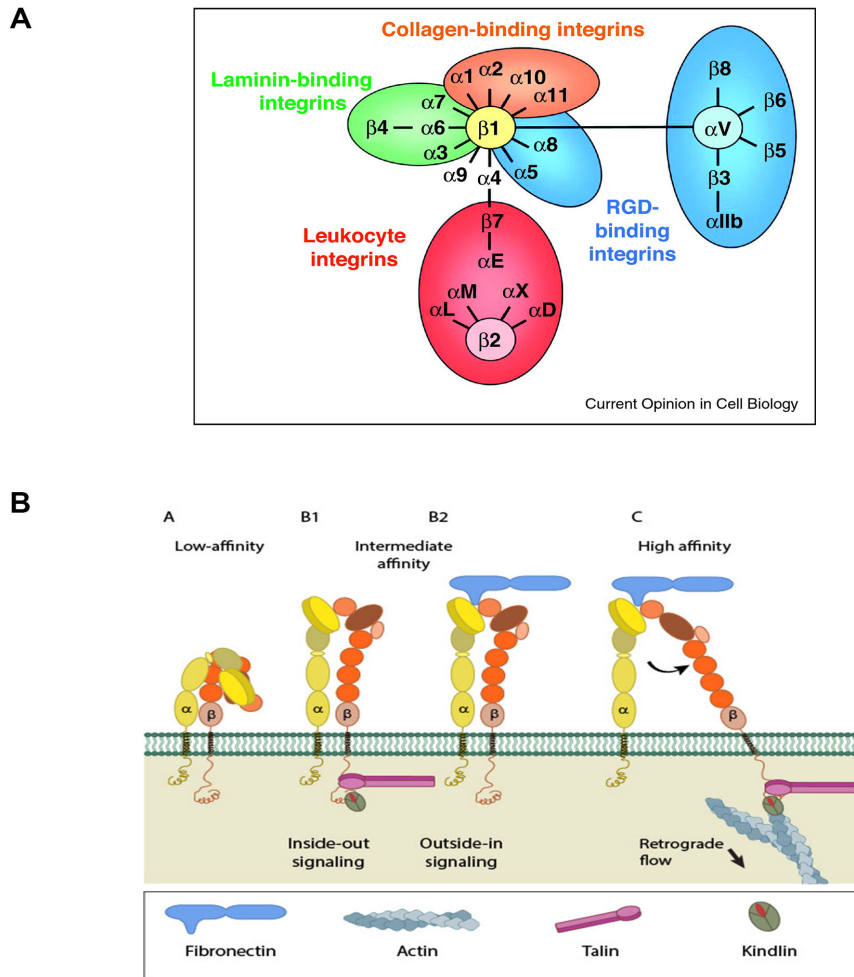 A
Collagen-binding integrins
Laminin-binding
integrins
α1
α2
α10
α11
α7
β4
α6
β1
α3
α8
α9
α4
α5
β8
β6
αV
β5
β3
αIIb
RGD-
binding
integrins
Leukocyte
integrins
β7
αE
αM
αX
αL
αD
β2
Current Opinion in Cell Biology
B
A
B1
B2
C
Low-affinity
Intermediate
affinity
High affinity
α
β
α
β
α
β
α
β
Inside-out
signaling
Outside-in
signaling
Retrograde
flow
Fibronectin
Actin
Talin
Kindlin